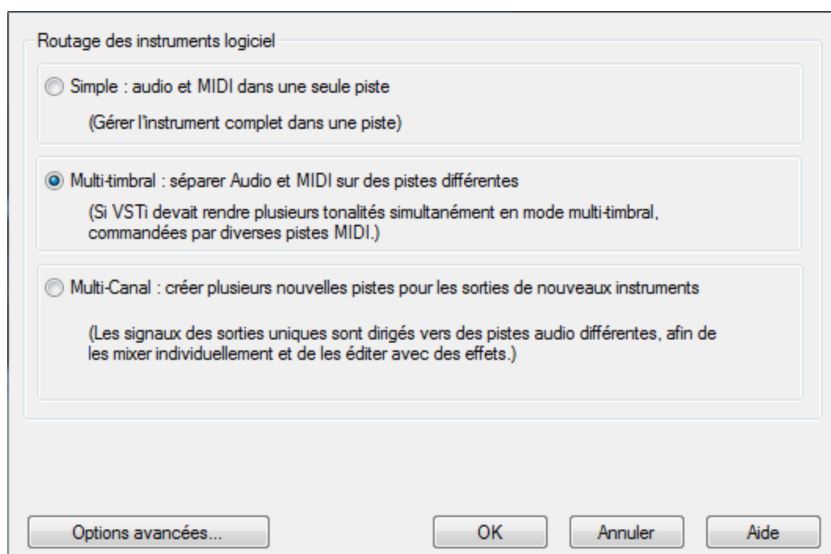 Routage des instruments logiciel
Simple : audio et MIDI dans une seule piste
(Gérer l'instrument complet dans une piste)
Multi-timbral : séparer Audio et MIDI sur des pistes différentes
(Si VSTi devait rendre plusieurs tonalités simultanément en mode multi-timbral,
commandées par diverses pistes MIDI.)
Multi-Canal : créer plusieurs nouvelles pistes pour les sorties de nouveaux instruments
(Les signaux des sorties uniques sont dirigés vers des pistes audio différentes, afin de
les mixer individuellement et de les éditer avec des effets.)
Options avancées... OK Annuler Aide